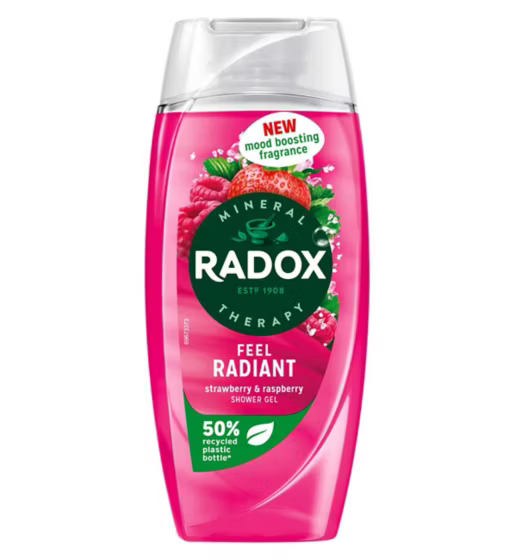 NEW
mood boosting
fragrance
MINERAL
RADOX
ESTD 1908
THERAPY
FEEL
RADIANT
strawberry & raspberry
SHOWER GEL
50%
recycled
plastic
bottle*